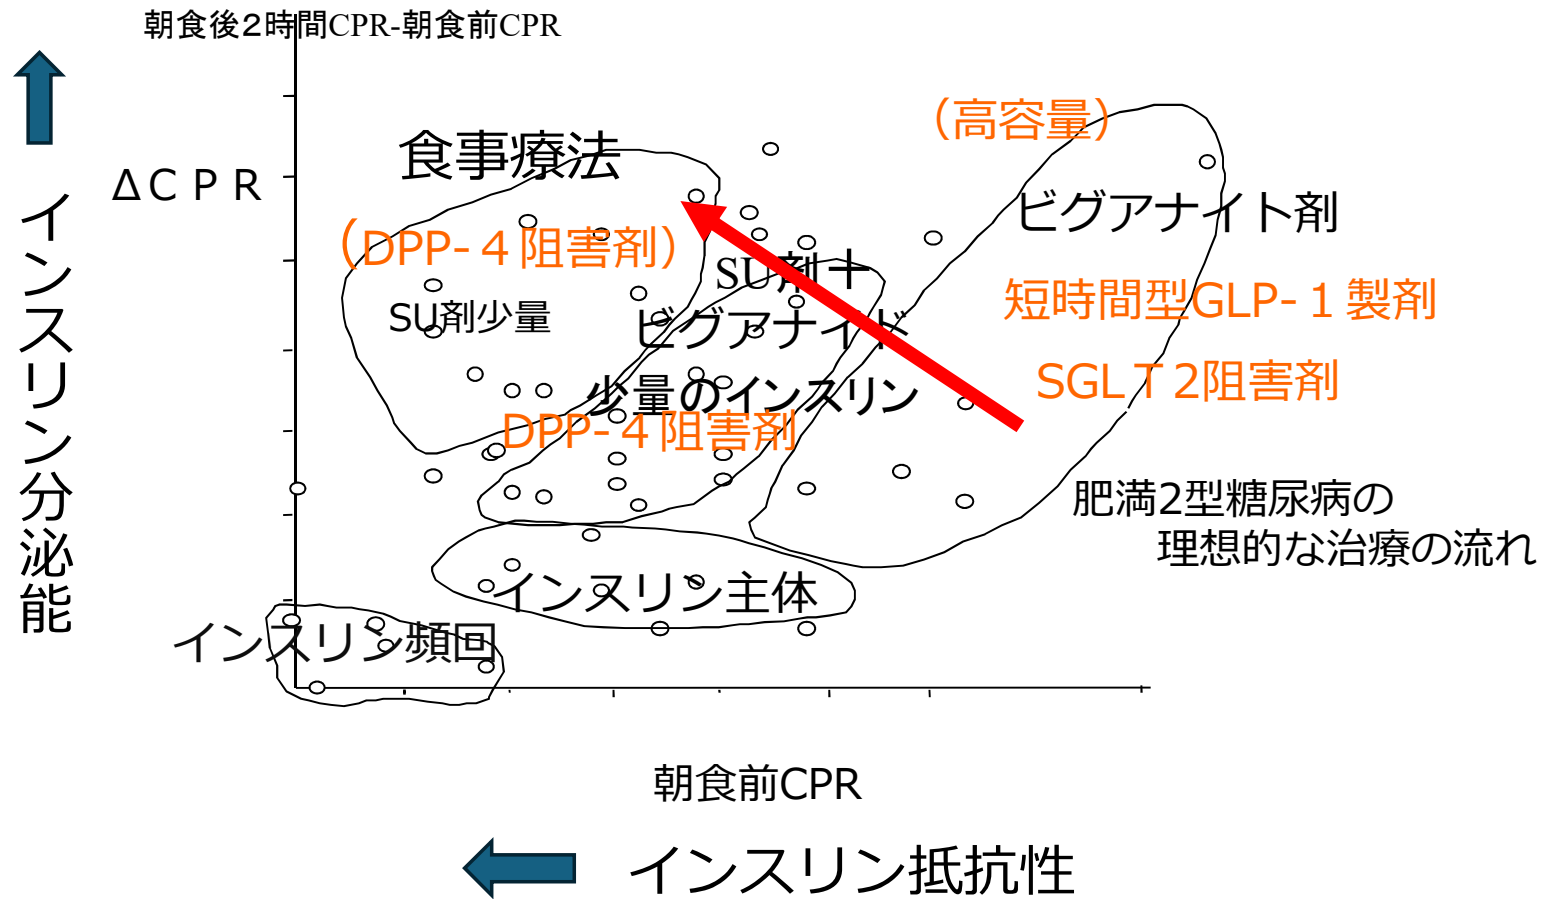 朝食後２時間CPR-朝食前CPR
（高容量）
食事療法
ΔＣＰＲ
ビグアナイト剤
（DPP-４阻害剤）
SU剤＋
短時間型GLP-１製剤
SU剤少量
ビグアナイド
SGLＴ2阻害剤
少量のインスリン
DPP-４阻害剤
インスリン分泌能
肥満2型糖尿病の
理想的な治療の流れ
インスリン主体
インスリン頻回
朝食前CPR
インスリン抵抗性